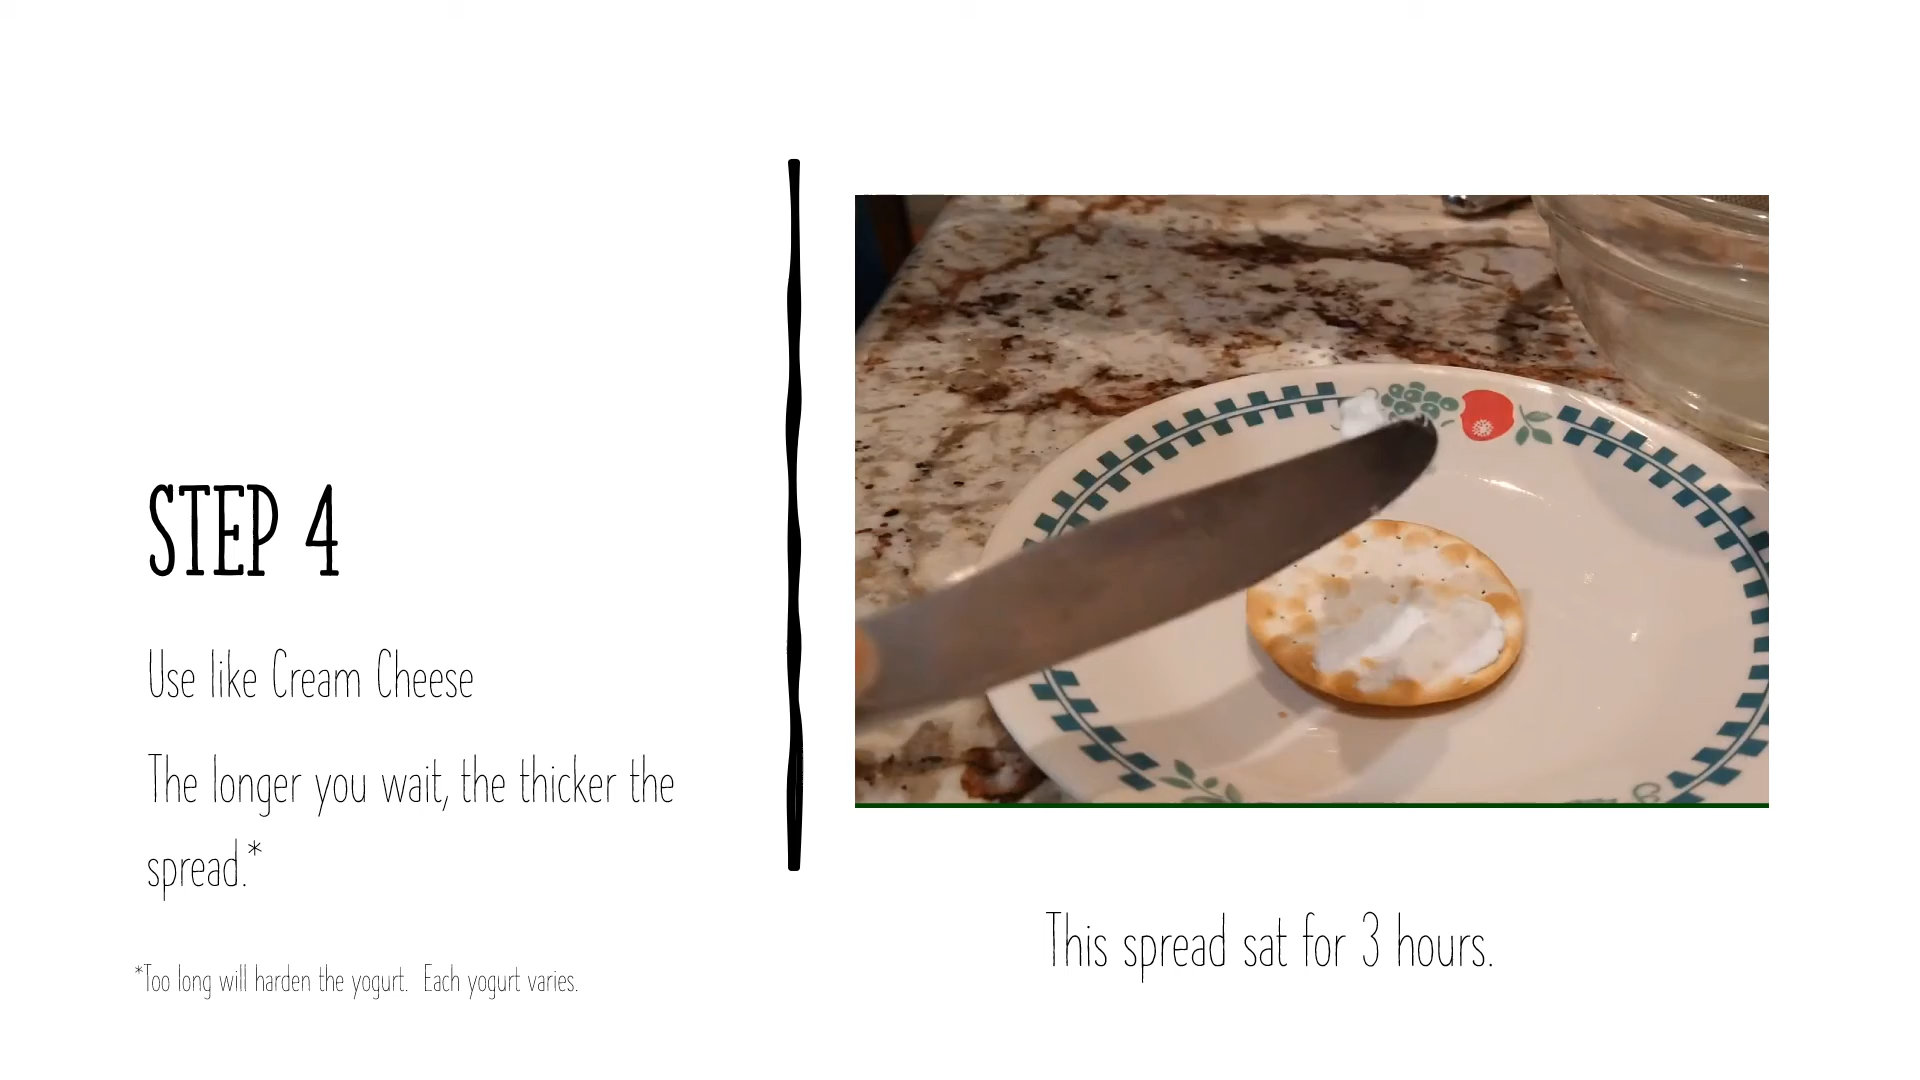 STEP 4
Use like Cream Cheese
The longer you wait, the thicker the
spread.*
*Too long will harden the yogurt. Each yogurt varies.
This spread sat for 3 hours.